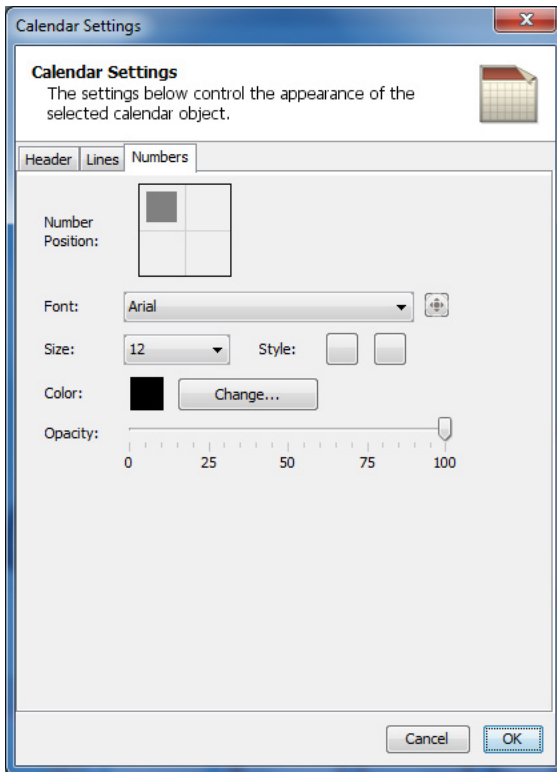 Calendar Settings
Calendar Settings
The settings below control the appearance of the
selected calendar object.
Header Lines Numbers
Number
Position:
Font: Arial
Size: 12 Style:
Color: Change...
Opacity:
0 25 50 75 100
Cancel OK